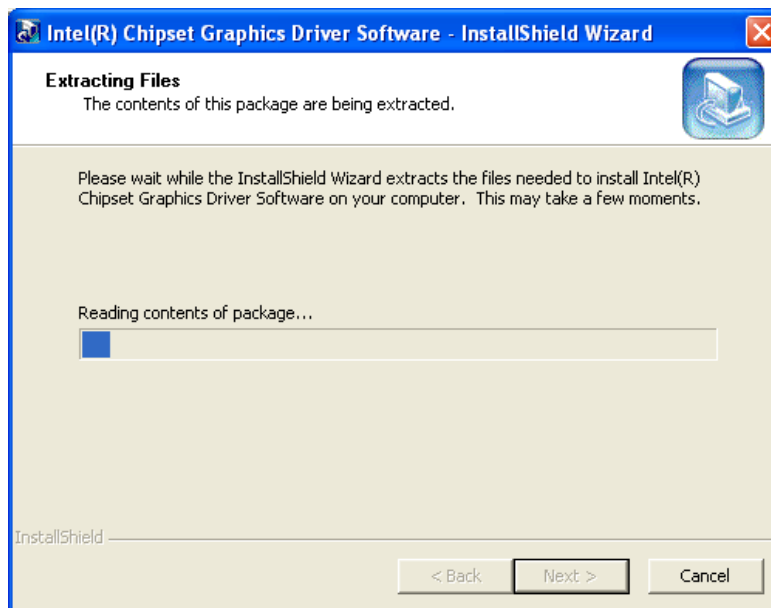 Intel(R) Chipset Graphics Driver Software - InstallShield Wizard
Extracting Files
The contents of this package are being extracted.
Please wait while the InstallShield Wizard extracts the files needed to install Intel(R)
Chipset Graphics Driver Software on your computer.  This may take a few moments.
Reading contents of package...
InstallShield
< Back
Next >
Cancel